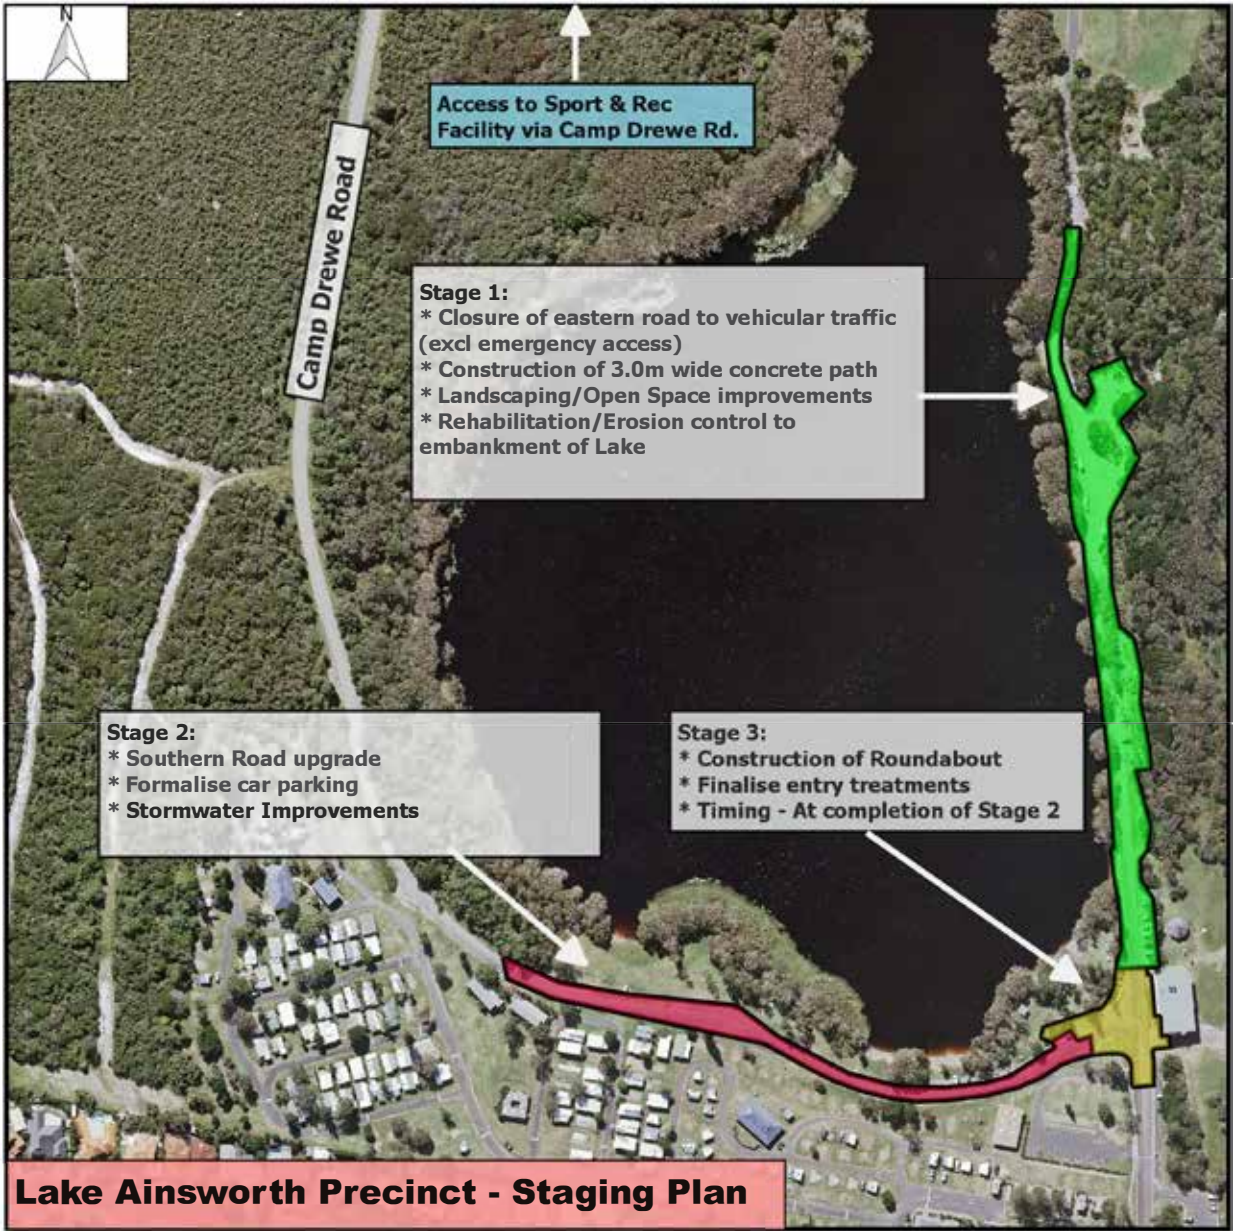 N
Access to Sport & Rec
Facility via Camp Drewe Rd.
Camp Drewe Road
Stage 1:
* Closure of eastern road to vehicular traffic
(excl emergency access)
* Construction of 3.0m wide concrete path
* Landscaping/Open Space improvements
* Rehabilitation/Erosion control to
embankment of Lake
Stage 2:
* Southern Road upgrade
* Formalise car parking
* Stormwater Improvements
Stage 3:
* Construction of Roundabout
* Finalise entry treatments
* Timing - At completion of Stage 2
Lake Ainsworth Precinct - Staging Plan